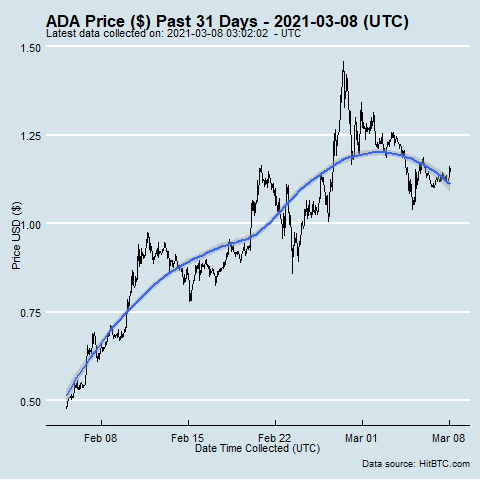 ADA Price ($) Past 31 Days - 2021-03-08 (UTC)
Latest data collected on: 2021-03-08 03:02:02  - UTC
1.50
1.25
1.00
0.75
0.50
Price USD ($)
Feb 08 Feb 15 Feb 22 Mar 01 Mar 08
Date Time Collected (UTC)
Data source: HitBTC.com